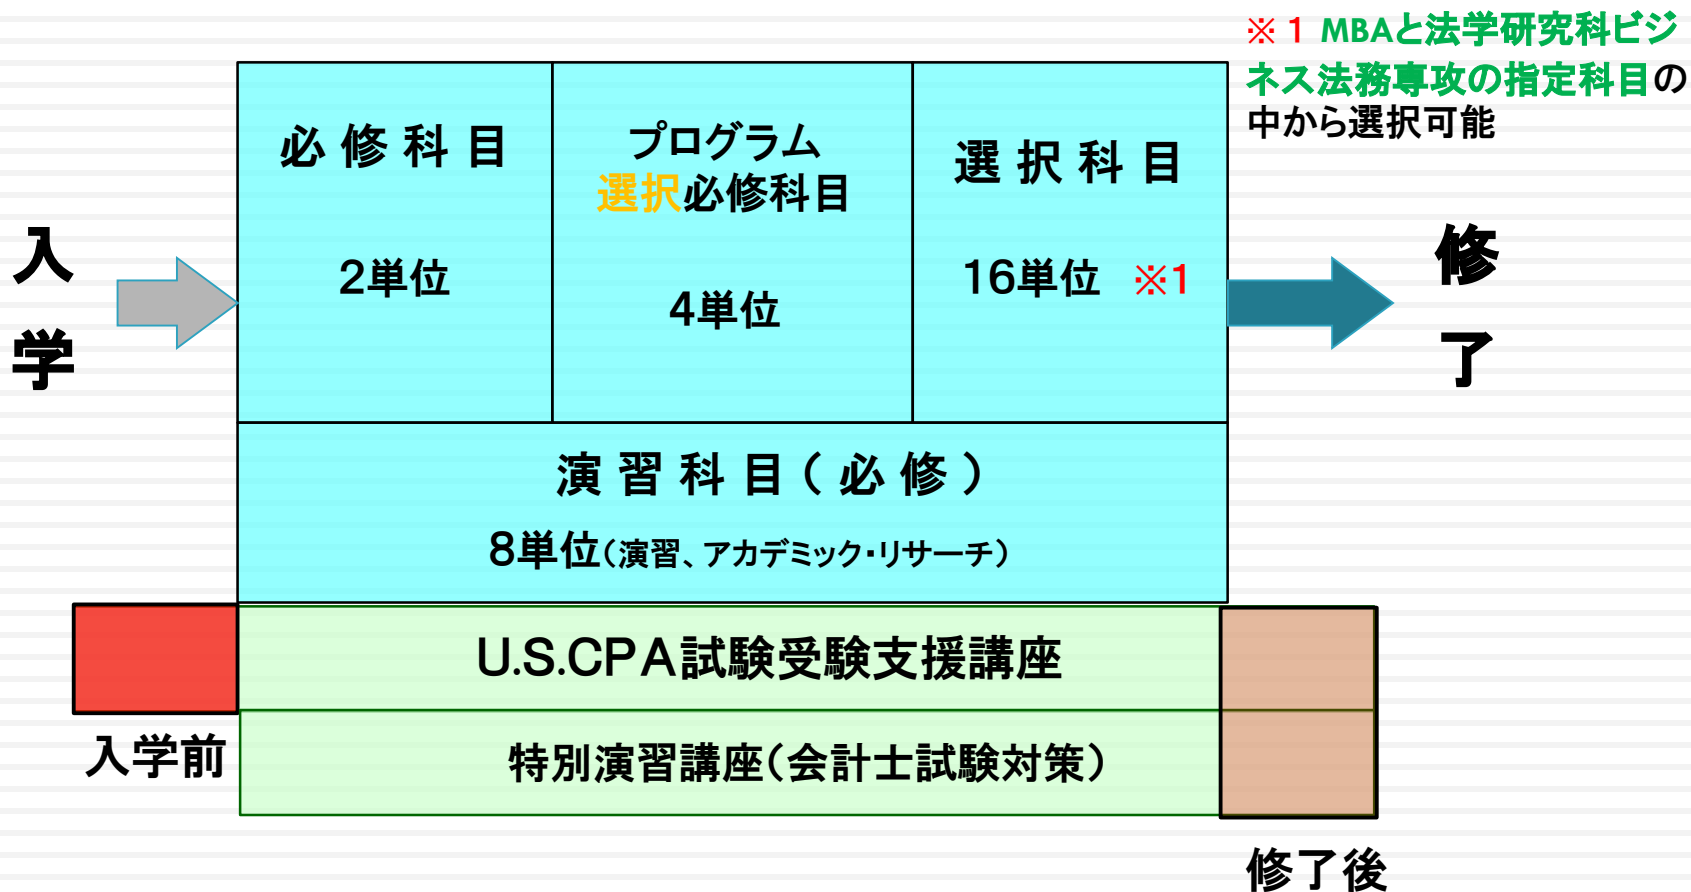 ※１ MBAと法学研究科ビジ
ネス法務専攻の指定科目の
中から選択可能
入
学
必修科目
2単位
プログラム
選択必修科目
4単位
選択科目
16単位 ※1
修
了
演習科目（必修）
8単位（演習、アカデミック・リサーチ）
U.S.CPA試験受験支援講座
入学前
特別演習講座（会計士試験対策）
修了後